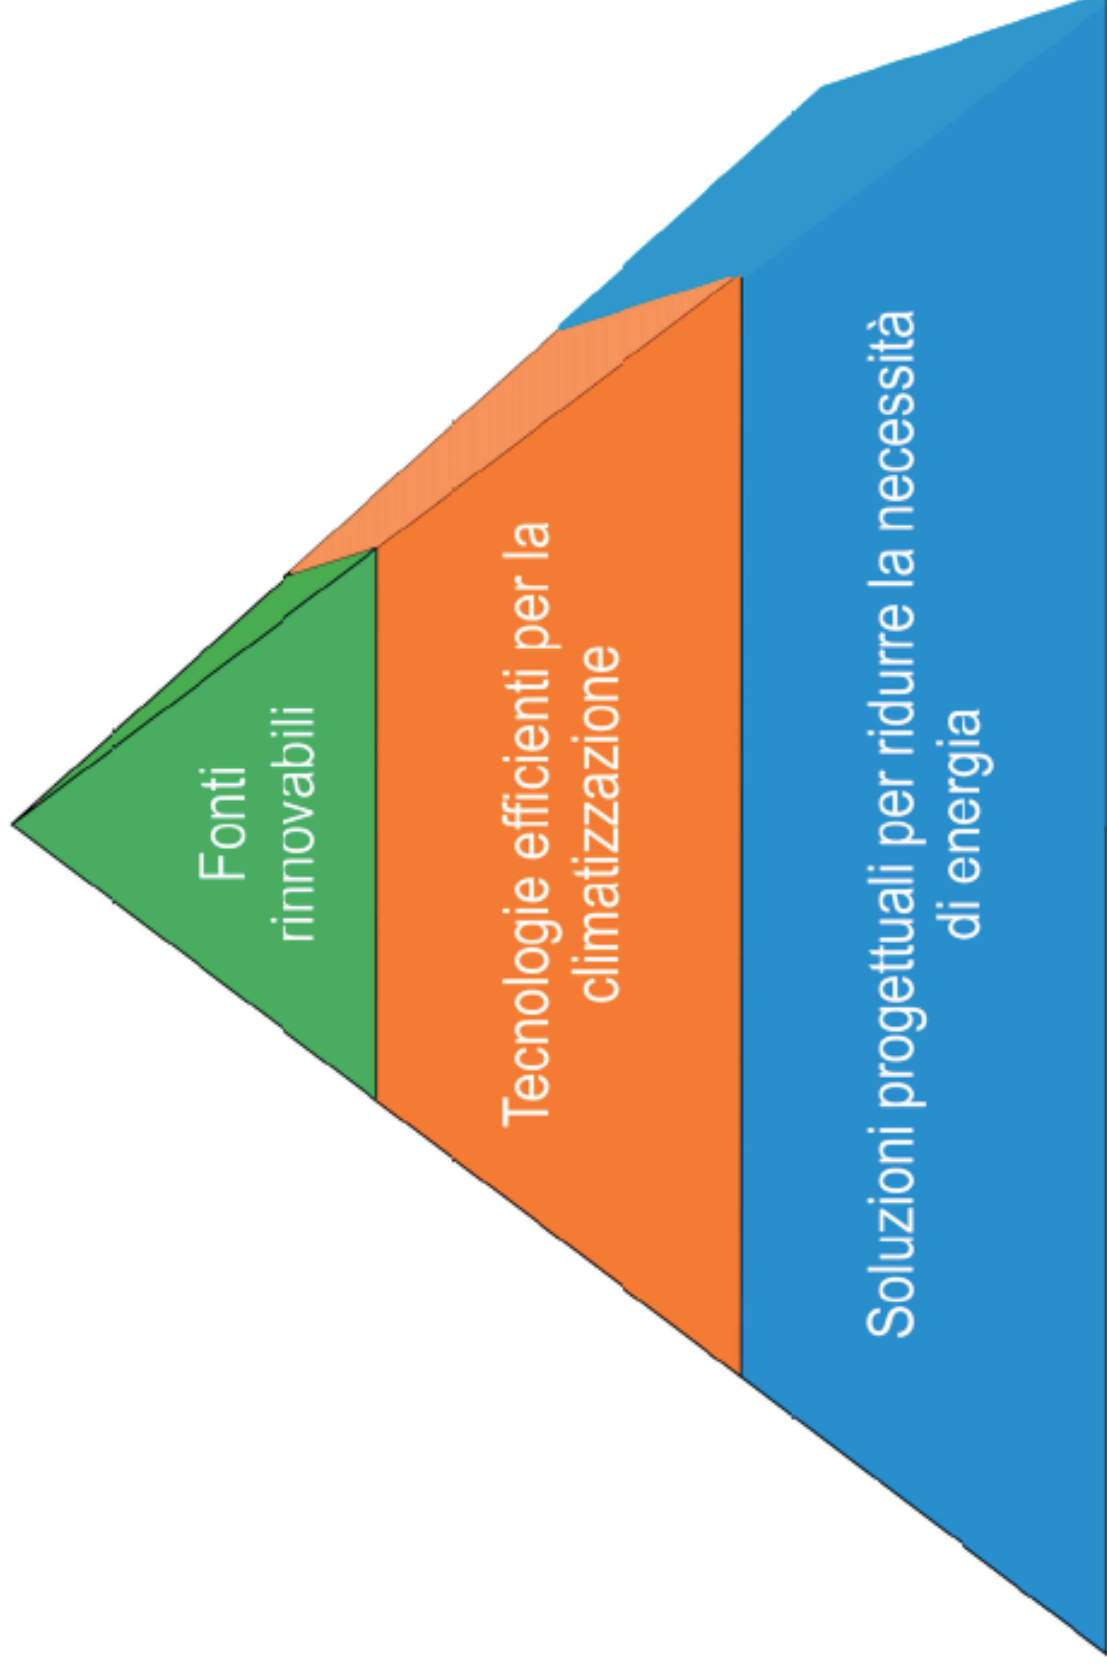 Fonti
rinnovabili
Tecnologie efficienti per la
climatizzazione
Soluzioni progettuali per ridurre la necessità
di energia